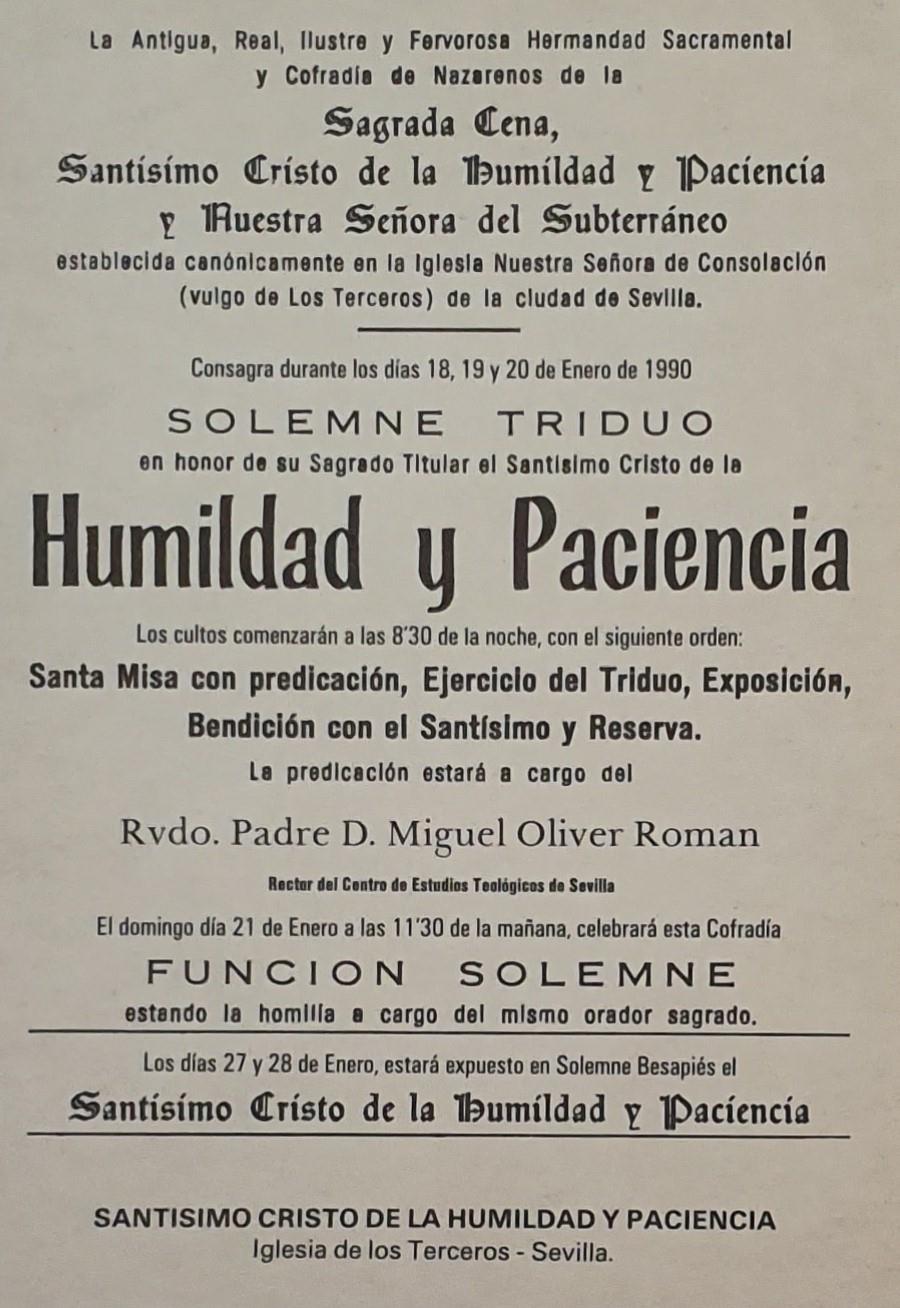 La Antigua, Real, Ilustre y Fervorosa Hermandad Sacramental
y Cofradía de Nazarenos de la
Sagrada Cena,
Santísimo Cristo de la Humildad y Paciencia
y Nuestra Señora del Subterráneo
establecida canónicamente en la Iglesia Nuestra Señora de Consolación
(vulgo de Los Terceros) de la ciudad de Sevilla.
Consagra durante los días 18, 19 y 20 de Enero de 1990
SOLEMNE TRIDUO
en honor de su Sagrado Titular el Santísimo Cristo de la
Humildad y Paciencia
Los cultos comenzarán a las 8'30 de la noche, con el siguiente orden:
Santa Misa con predicación, Ejercicio del Triduo, Exposición,
Bendición con el Santísimo y Reserva.
La predicación estará a cargo del
Rvdo. Padre D. Miguel Oliver Roman
Rector del Centro de Estudios Teológicos de Sevilla
El domingo día 21 de Enero a las 11'30 de la mañana, celebrará esta Cofradía
FUNCION SOLEMNE
estando la homilía a cargo del mismo orador sagrado.
Los días 27 y 28 de Enero, estará expuesto en Solemne Besapiés el
Santísimo Cristo de la Humildad y Paciencia
SANTISIMO CRISTO DE LA HUMILDAD Y PACIENCIA
Iglesia de los Terceros - Sevilla.